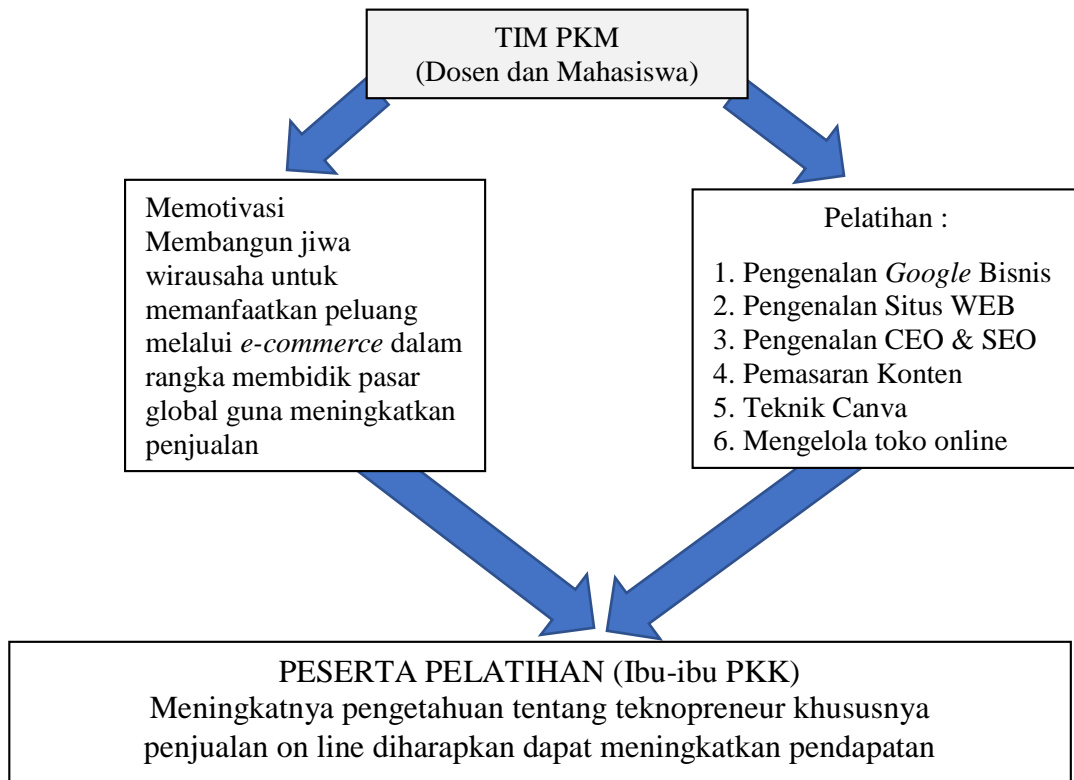 TIM PKM
(Dosen dan Mahasiswa)
Memotivasi
Membangun jiwa
wirausaha untuk
memanfaatkan peluang
melalui e-commerce dalam
rangka membidik pasar
global guna meningkatkan
penjualan
Pelatihan :
1. Pengenalan Google Bisnis
2. Pengenalan Situs WEB
3. Pengenalan CEO & SEO
4. Pemasaran Konten
5. Teknik Canva
6. Mengelola toko online
PESERTA PELATIHAN (Ibu-ibu PKK)
Meningkatnya pengetahuan tentang teknopreneur khususnya
penjualan on line diharapkan dapat meningkatkan pendapatan